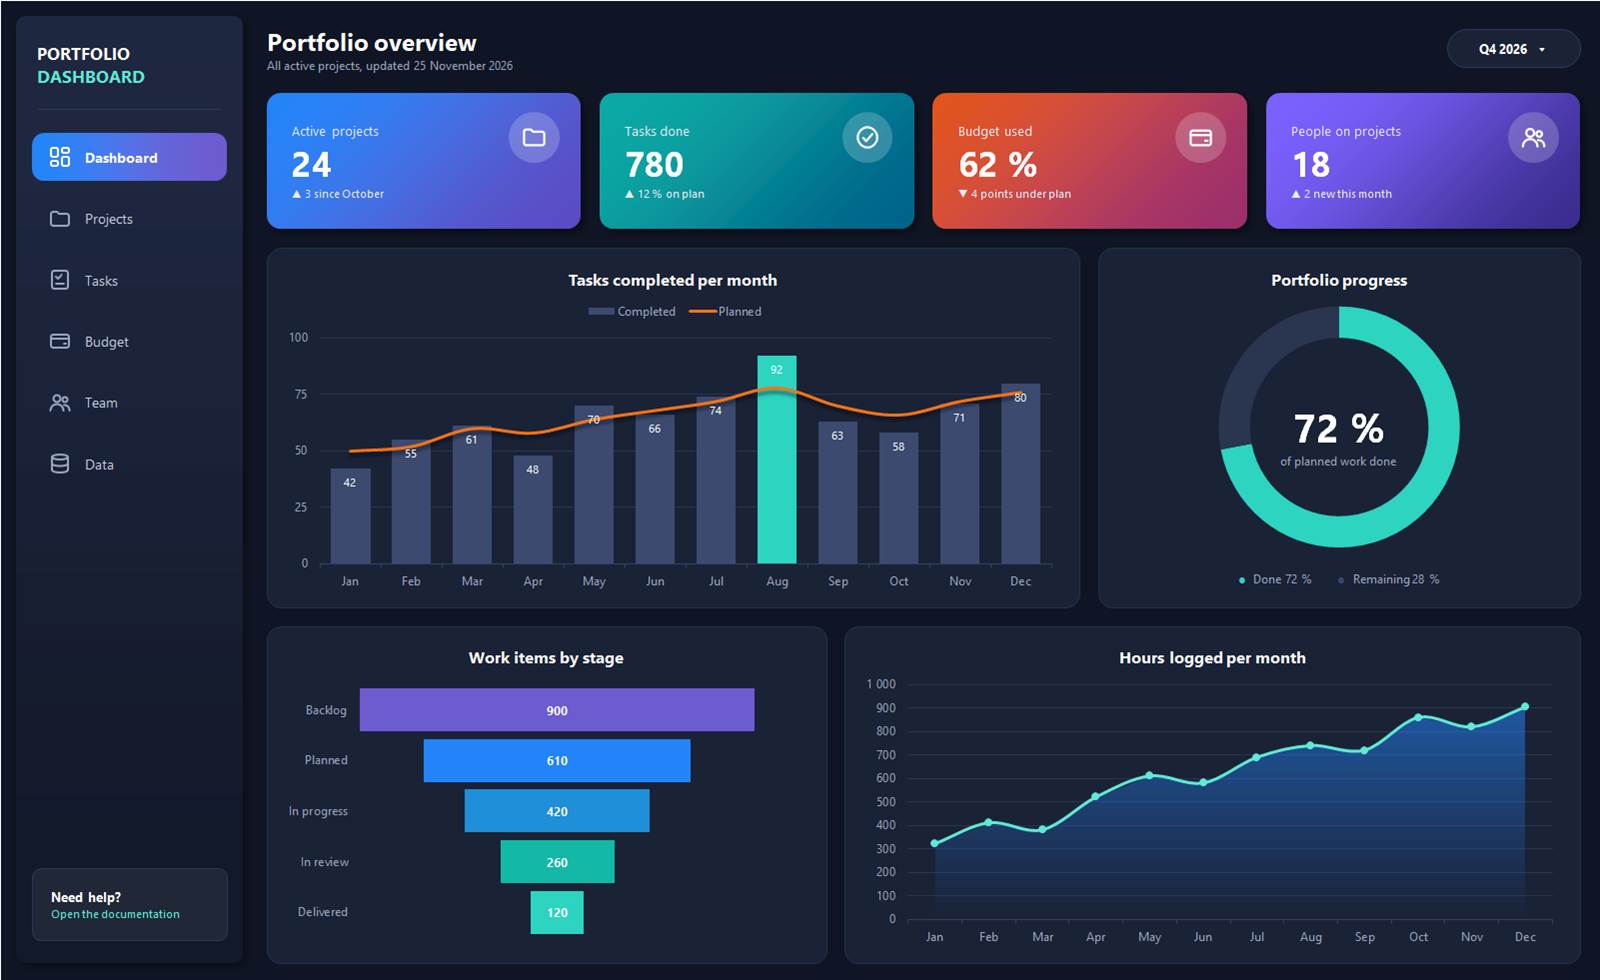 PORTFOLIO
DASHBOARD
Dashboard
Projects
Tasks
Budget
Team
Data
Need help?
Open the documentation
Portfolio overview
All active projects, updated 25 November 2026
Q4 2026
Active projects
24
▲ 3 since October
Tasks done
780
▲ 12 % on plan
Budget used
62 %
▼ 4 points under plan
People on projects
18
▲ 2 new this month
Tasks completed per month
Completed Planned
100
75
50
25
0
42 55 61 48 70 66 74 92 63 58 71 80
Jan Feb Mar Apr May Jun Jul Aug Sep Oct Nov Dec
Portfolio progress
72 %
of planned work done
Done 72 % Remaining 28 %
Work items by stage
Backlog 900
Planned 610
In progress 420
In review 260
Delivered 120
Hours logged per month
1 000
900
800
700
600
500
400
300
200
100
0
Jan Feb Mar Apr May Jun Jul Aug Sep Oct Nov Dec